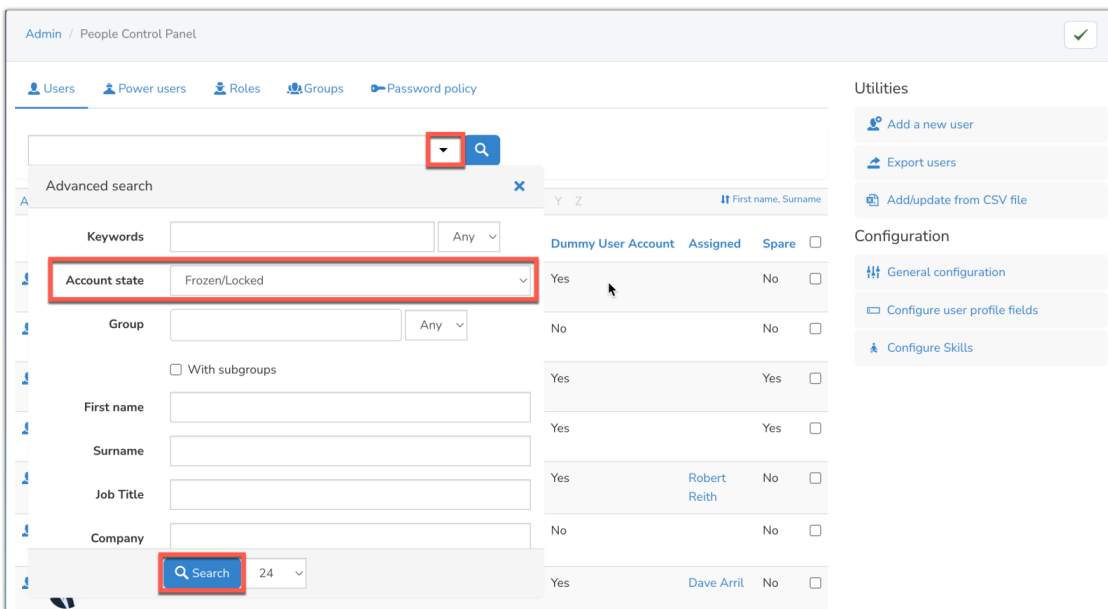 Admin / People Control Panel
Users Power users Roles Groups Password policy
Utilities
Add a new user
Export users
Add/update from CSV file
Configuration
General configuration
Configure user profile fields
Configure Skills
Advanced search
A
Y Z
First name, Surname
Keywords Any
Account state Frozen/Locked
Group Any
With subgroups
First name
Surname
Job Title
Company
Search 24
Dummy User Account Assigned Spare
Yes No
No No
Yes Yes
Yes Yes
Yes Robert Reith No
No No
Yes Dave Arril No